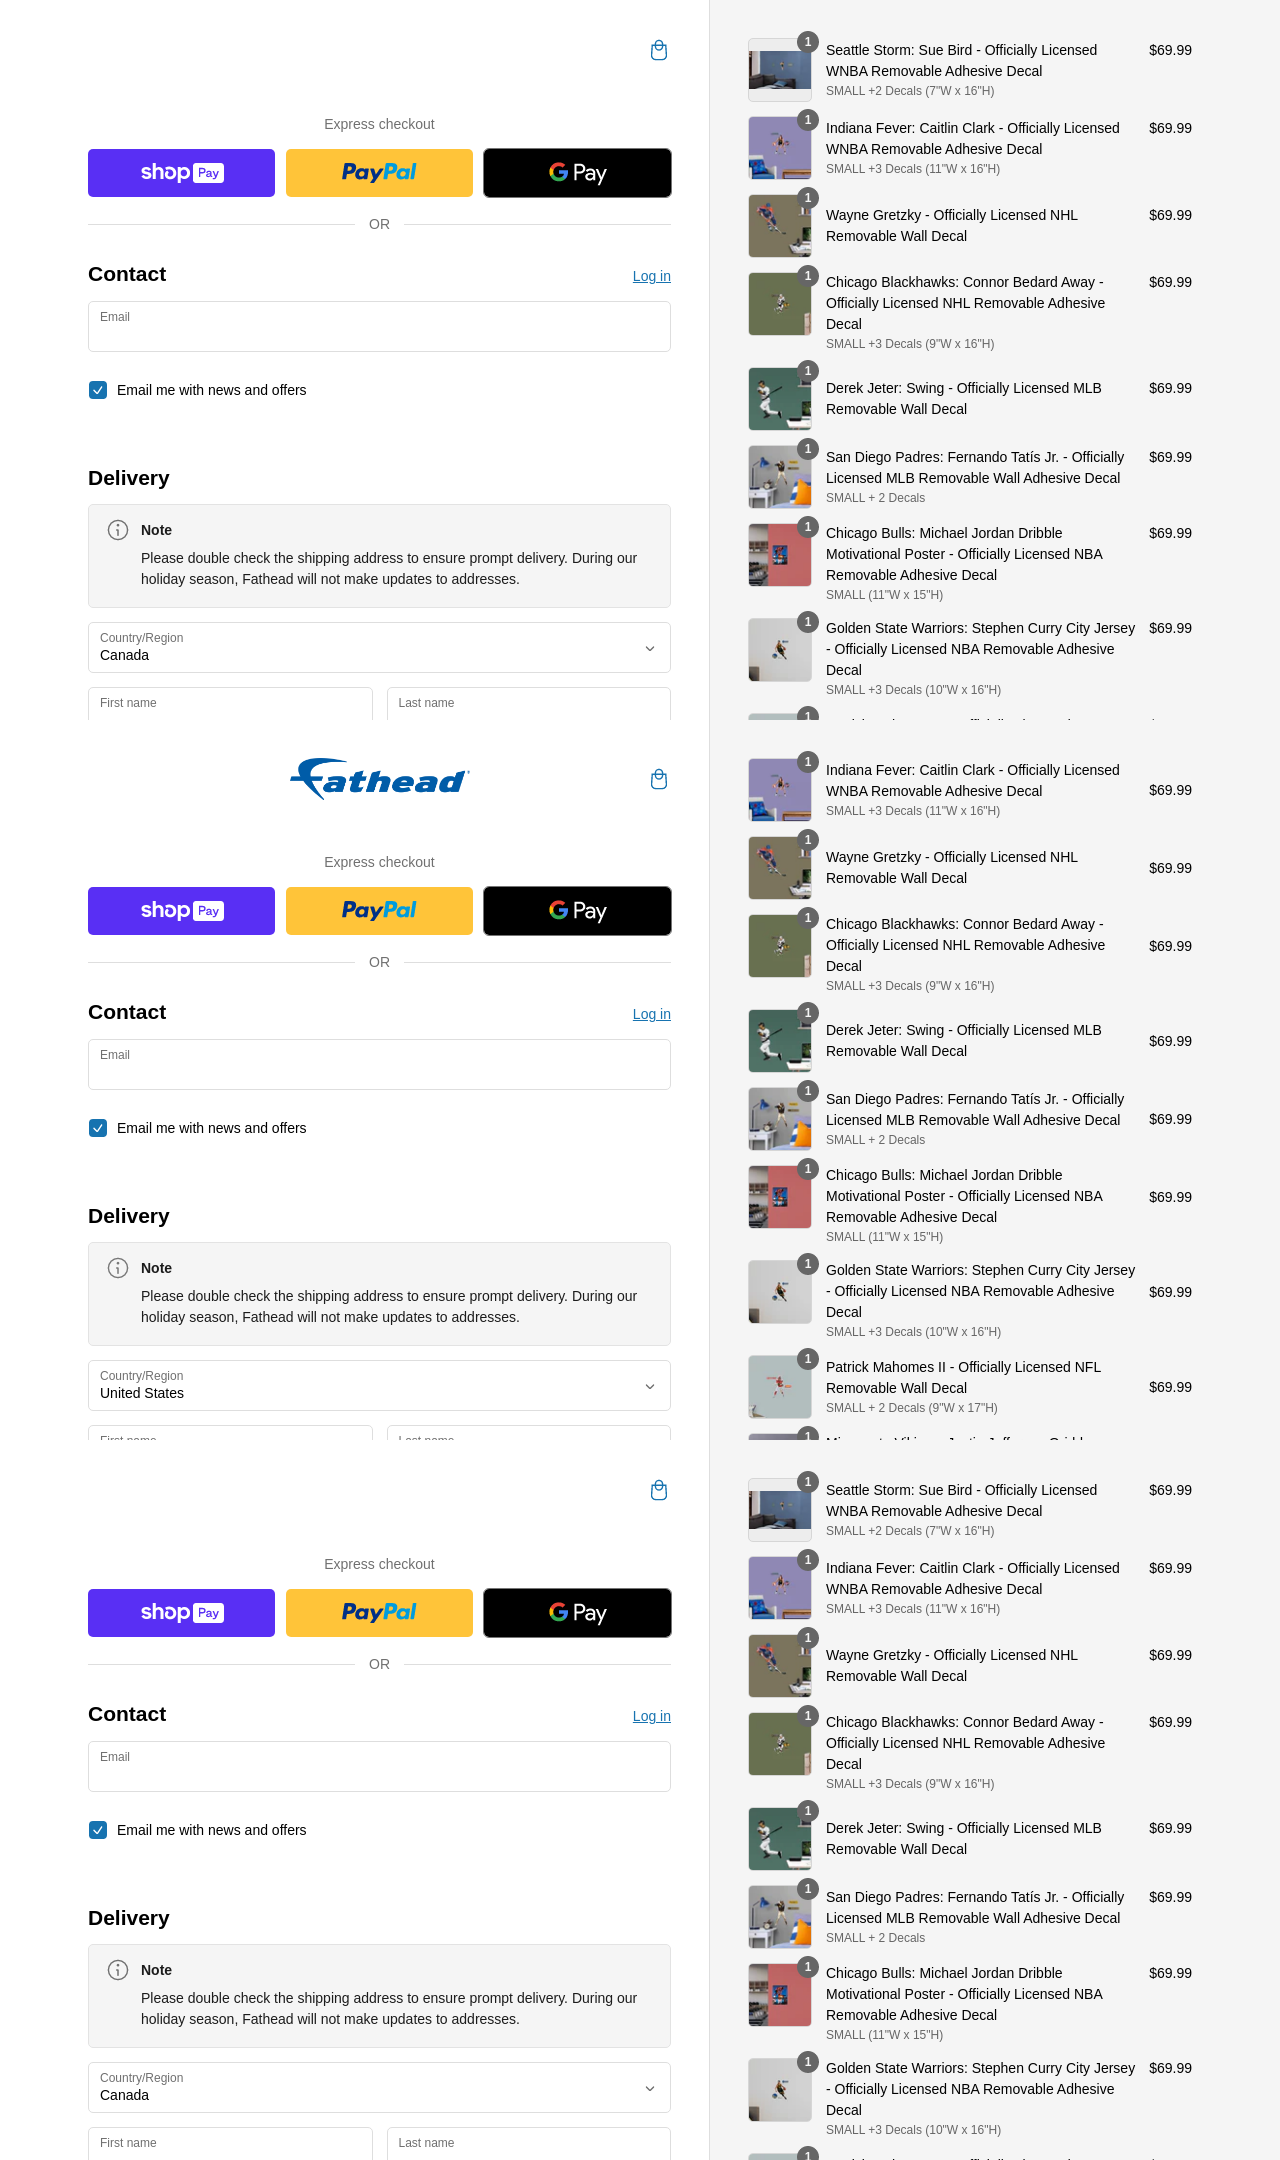 Express checkout
shop Pay
PayPal
G Pay
OR
Contact
Log in
Email
Email me with news and offers
Delivery
Note
Please double check the shipping address to ensure prompt delivery. During our
holiday season, Fathead will not make updates to addresses.
Country/Region
Canada
First name
Last name
1
Seattle Storm: Sue Bird - Officially Licensed
WNBA Removable Adhesive Decal
SMALL +2 Decals (7"W x 16"H)
$69.99
1
Indiana Fever: Caitlin Clark - Officially Licensed
WNBA Removable Adhesive Decal
SMALL +3 Decals (11"W x 16"H)
$69.99
1
Wayne Gretzky - Officially Licensed NHL
Removable Wall Decal
$69.99
1
Chicago Blackhawks: Connor Bedard Away -
Officially Licensed NHL Removable Adhesive
Decal
SMALL +3 Decals (9"W x 16"H)
$69.99
1
Derek Jeter: Swing - Officially Licensed MLB
Removable Wall Decal
$69.99
1
San Diego Padres: Fernando Tatís Jr. - Officially
Licensed MLB Removable Wall Adhesive Decal
SMALL + 2 Decals
$69.99
1
Chicago Bulls: Michael Jordan Dribble
Motivational Poster - Officially Licensed NBA
Removable Adhesive Decal
SMALL (11"W x 15"H)
$69.99
1
Golden State Warriors: Stephen Curry City Jersey
- Officially Licensed NBA Removable Adhesive
Decal
SMALL +3 Decals (10"W x 16"H)
$69.99
1
Fathead
Express checkout
shop Pay
PayPal
G Pay
OR
Contact
Log in
Email
Email me with news and offers
Delivery
Note
Please double check the shipping address to ensure prompt delivery. During our
holiday season, Fathead will not make updates to addresses.
Country/Region
United States
First name
Last name
1
Indiana Fever: Caitlin Clark - Officially Licensed
WNBA Removable Adhesive Decal
SMALL +3 Decals (11"W x 16"H)
$69.99
1
Wayne Gretzky - Officially Licensed NHL
Removable Wall Decal
$69.99
1
Chicago Blackhawks: Connor Bedard Away -
Officially Licensed NHL Removable Adhesive
Decal
SMALL +3 Decals (9"W x 16"H)
$69.99
1
Derek Jeter: Swing - Officially Licensed MLB
Removable Wall Decal
$69.99
1
San Diego Padres: Fernando Tatís Jr. - Officially
Licensed MLB Removable Wall Adhesive Decal
SMALL + 2 Decals
$69.99
1
Chicago Bulls: Michael Jordan Dribble
Motivational Poster - Officially Licensed NBA
Removable Adhesive Decal
SMALL (11"W x 15"H)
$69.99
1
Golden State Warriors: Stephen Curry City Jersey
- Officially Licensed NBA Removable Adhesive
Decal
SMALL +3 Decals (10"W x 16"H)
$69.99
1
Patrick Mahomes II - Officially Licensed NFL
Removable Wall Decal
SMALL + 2 Decals (9"W x 17"H)
$69.99
1
Express checkout
shop Pay
PayPal
G Pay
OR
Contact
Log in
Email
Email me with news and offers
Delivery
Note
Please double check the shipping address to ensure prompt delivery. During our
holiday season, Fathead will not make updates to addresses.
Country/Region
Canada
First name
Last name
1
Seattle Storm: Sue Bird - Officially Licensed
WNBA Removable Adhesive Decal
SMALL +2 Decals (7"W x 16"H)
$69.99
1
Indiana Fever: Caitlin Clark - Officially Licensed
WNBA Removable Adhesive Decal
SMALL +3 Decals (11"W x 16"H)
$69.99
1
Wayne Gretzky - Officially Licensed NHL
Removable Wall Decal
$69.99
1
Chicago Blackhawks: Connor Bedard Away -
Officially Licensed NHL Removable Adhesive
Decal
SMALL +3 Decals (9"W x 16"H)
$69.99
1
Derek Jeter: Swing - Officially Licensed MLB
Removable Wall Decal
$69.99
1
San Diego Padres: Fernando Tatís Jr. - Officially
Licensed MLB Removable Wall Adhesive Decal
SMALL + 2 Decals
$69.99
1
Chicago Bulls: Michael Jordan Dribble
Motivational Poster - Officially Licensed NBA
Removable Adhesive Decal
SMALL (11"W x 15"H)
$69.99
1
Golden State Warriors: Stephen Curry City Jersey
- Officially Licensed NBA Removable Adhesive
Decal
SMALL +3 Decals (10"W x 16"H)
$69.99
1